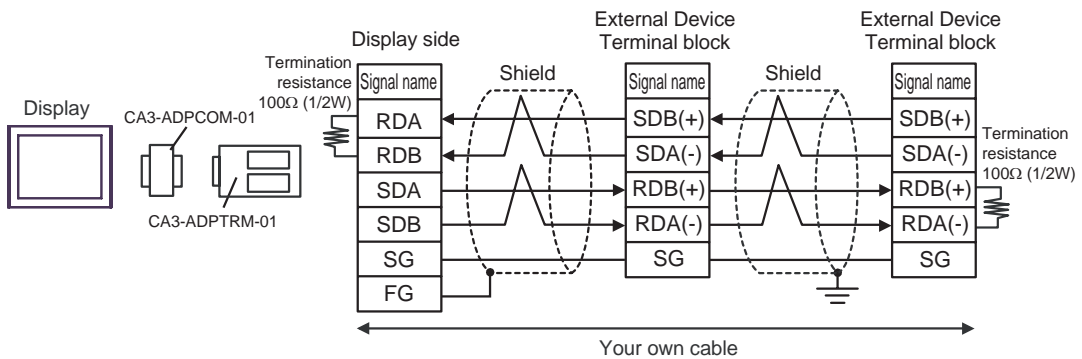 Display
CA3-ADPCOM-01
CA3-ADPTRM-01
Termination
resistance
100Ω (1/2W)
Display side
Signal name
RDA
RDB
SDA
SDB
SG
FG
Shield
External Device
Terminal block
Signal name
SDB(+)
SDA(-)
RDB(+)
RDA(-)
SG
Shield
External Device
Terminal block
Signal name
SDB(+)
SDA(-)
RDB(+)
RDA(-)
SG
Termination
resistance
100Ω (1/2W)
Your own cable